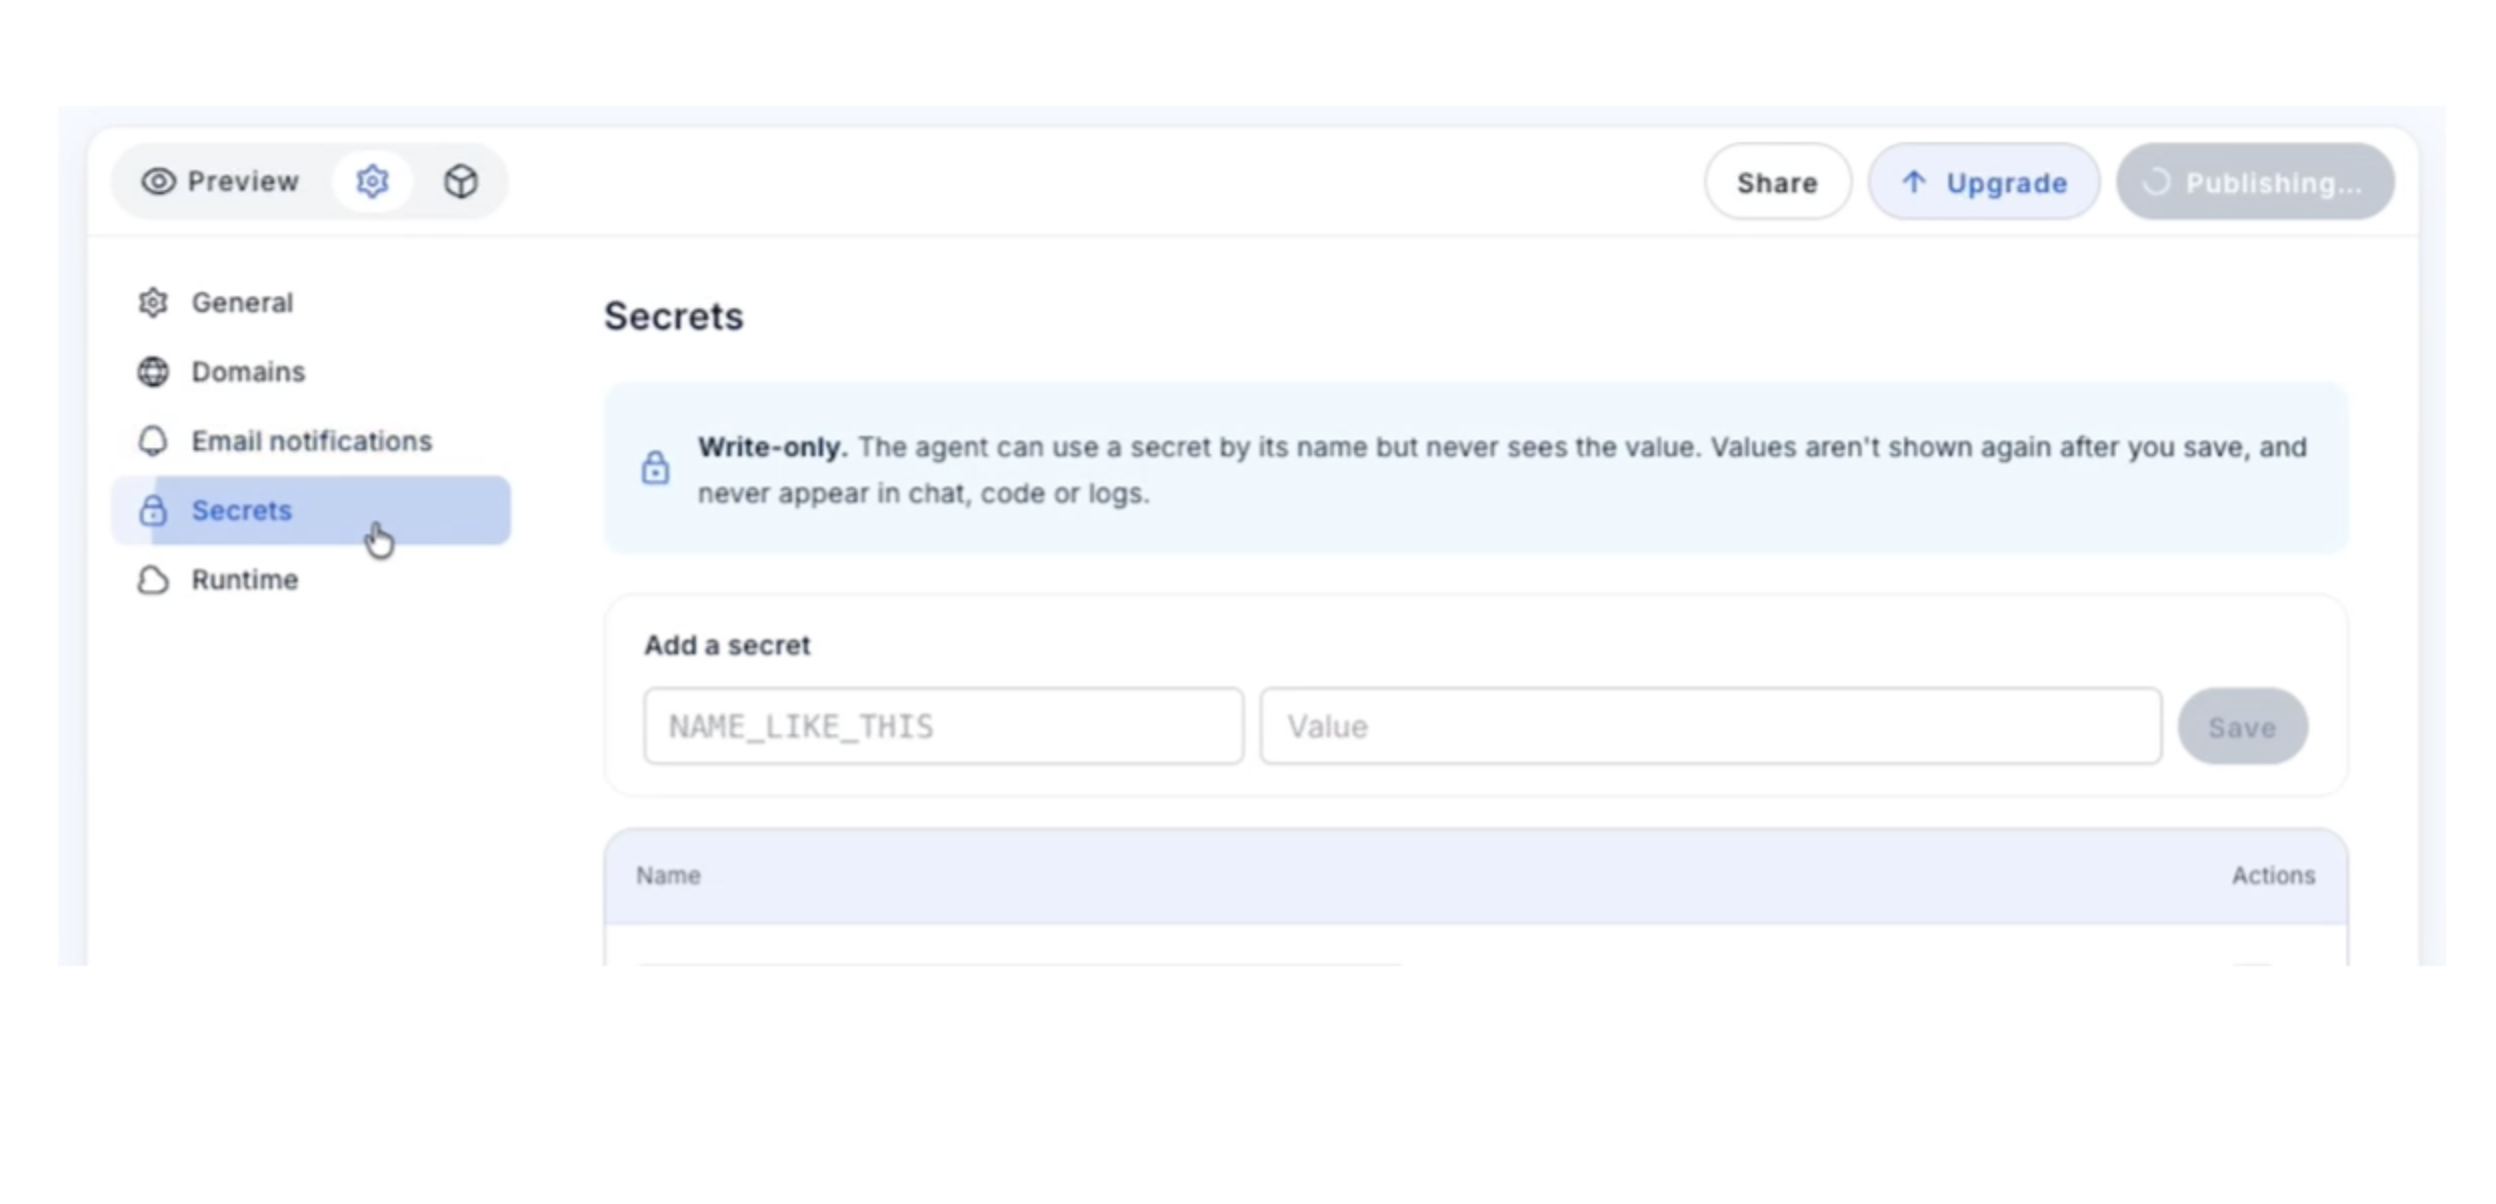 Preview
Share
Upgrade
Publishing...
General
Domains
Email notifications
Secrets
Runtime
Secrets
Write-only. The agent can use a secret by its name but never sees the value. Values aren't shown again after you save, and
never appear in chat, code or logs.
Add a secret
NAME_LIKE_THIS
Value
Save
Name
Actions